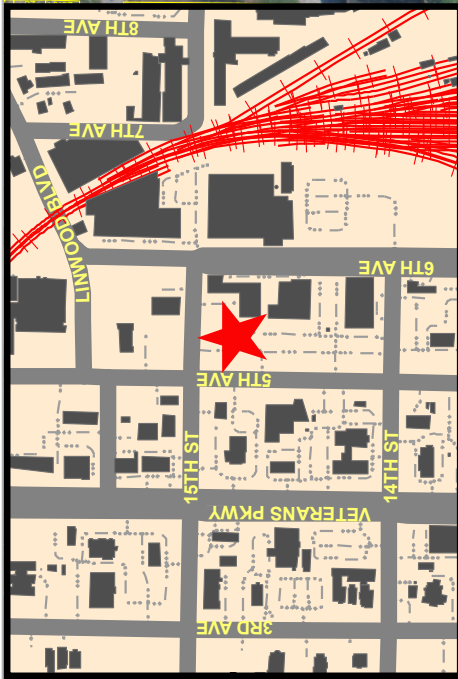 8TH AVE
7TH AVE
LINWOOD BLVD
6TH AVE
5TH AVE
15TH ST
14TH ST
VETERANS PKWY
3RD AVE